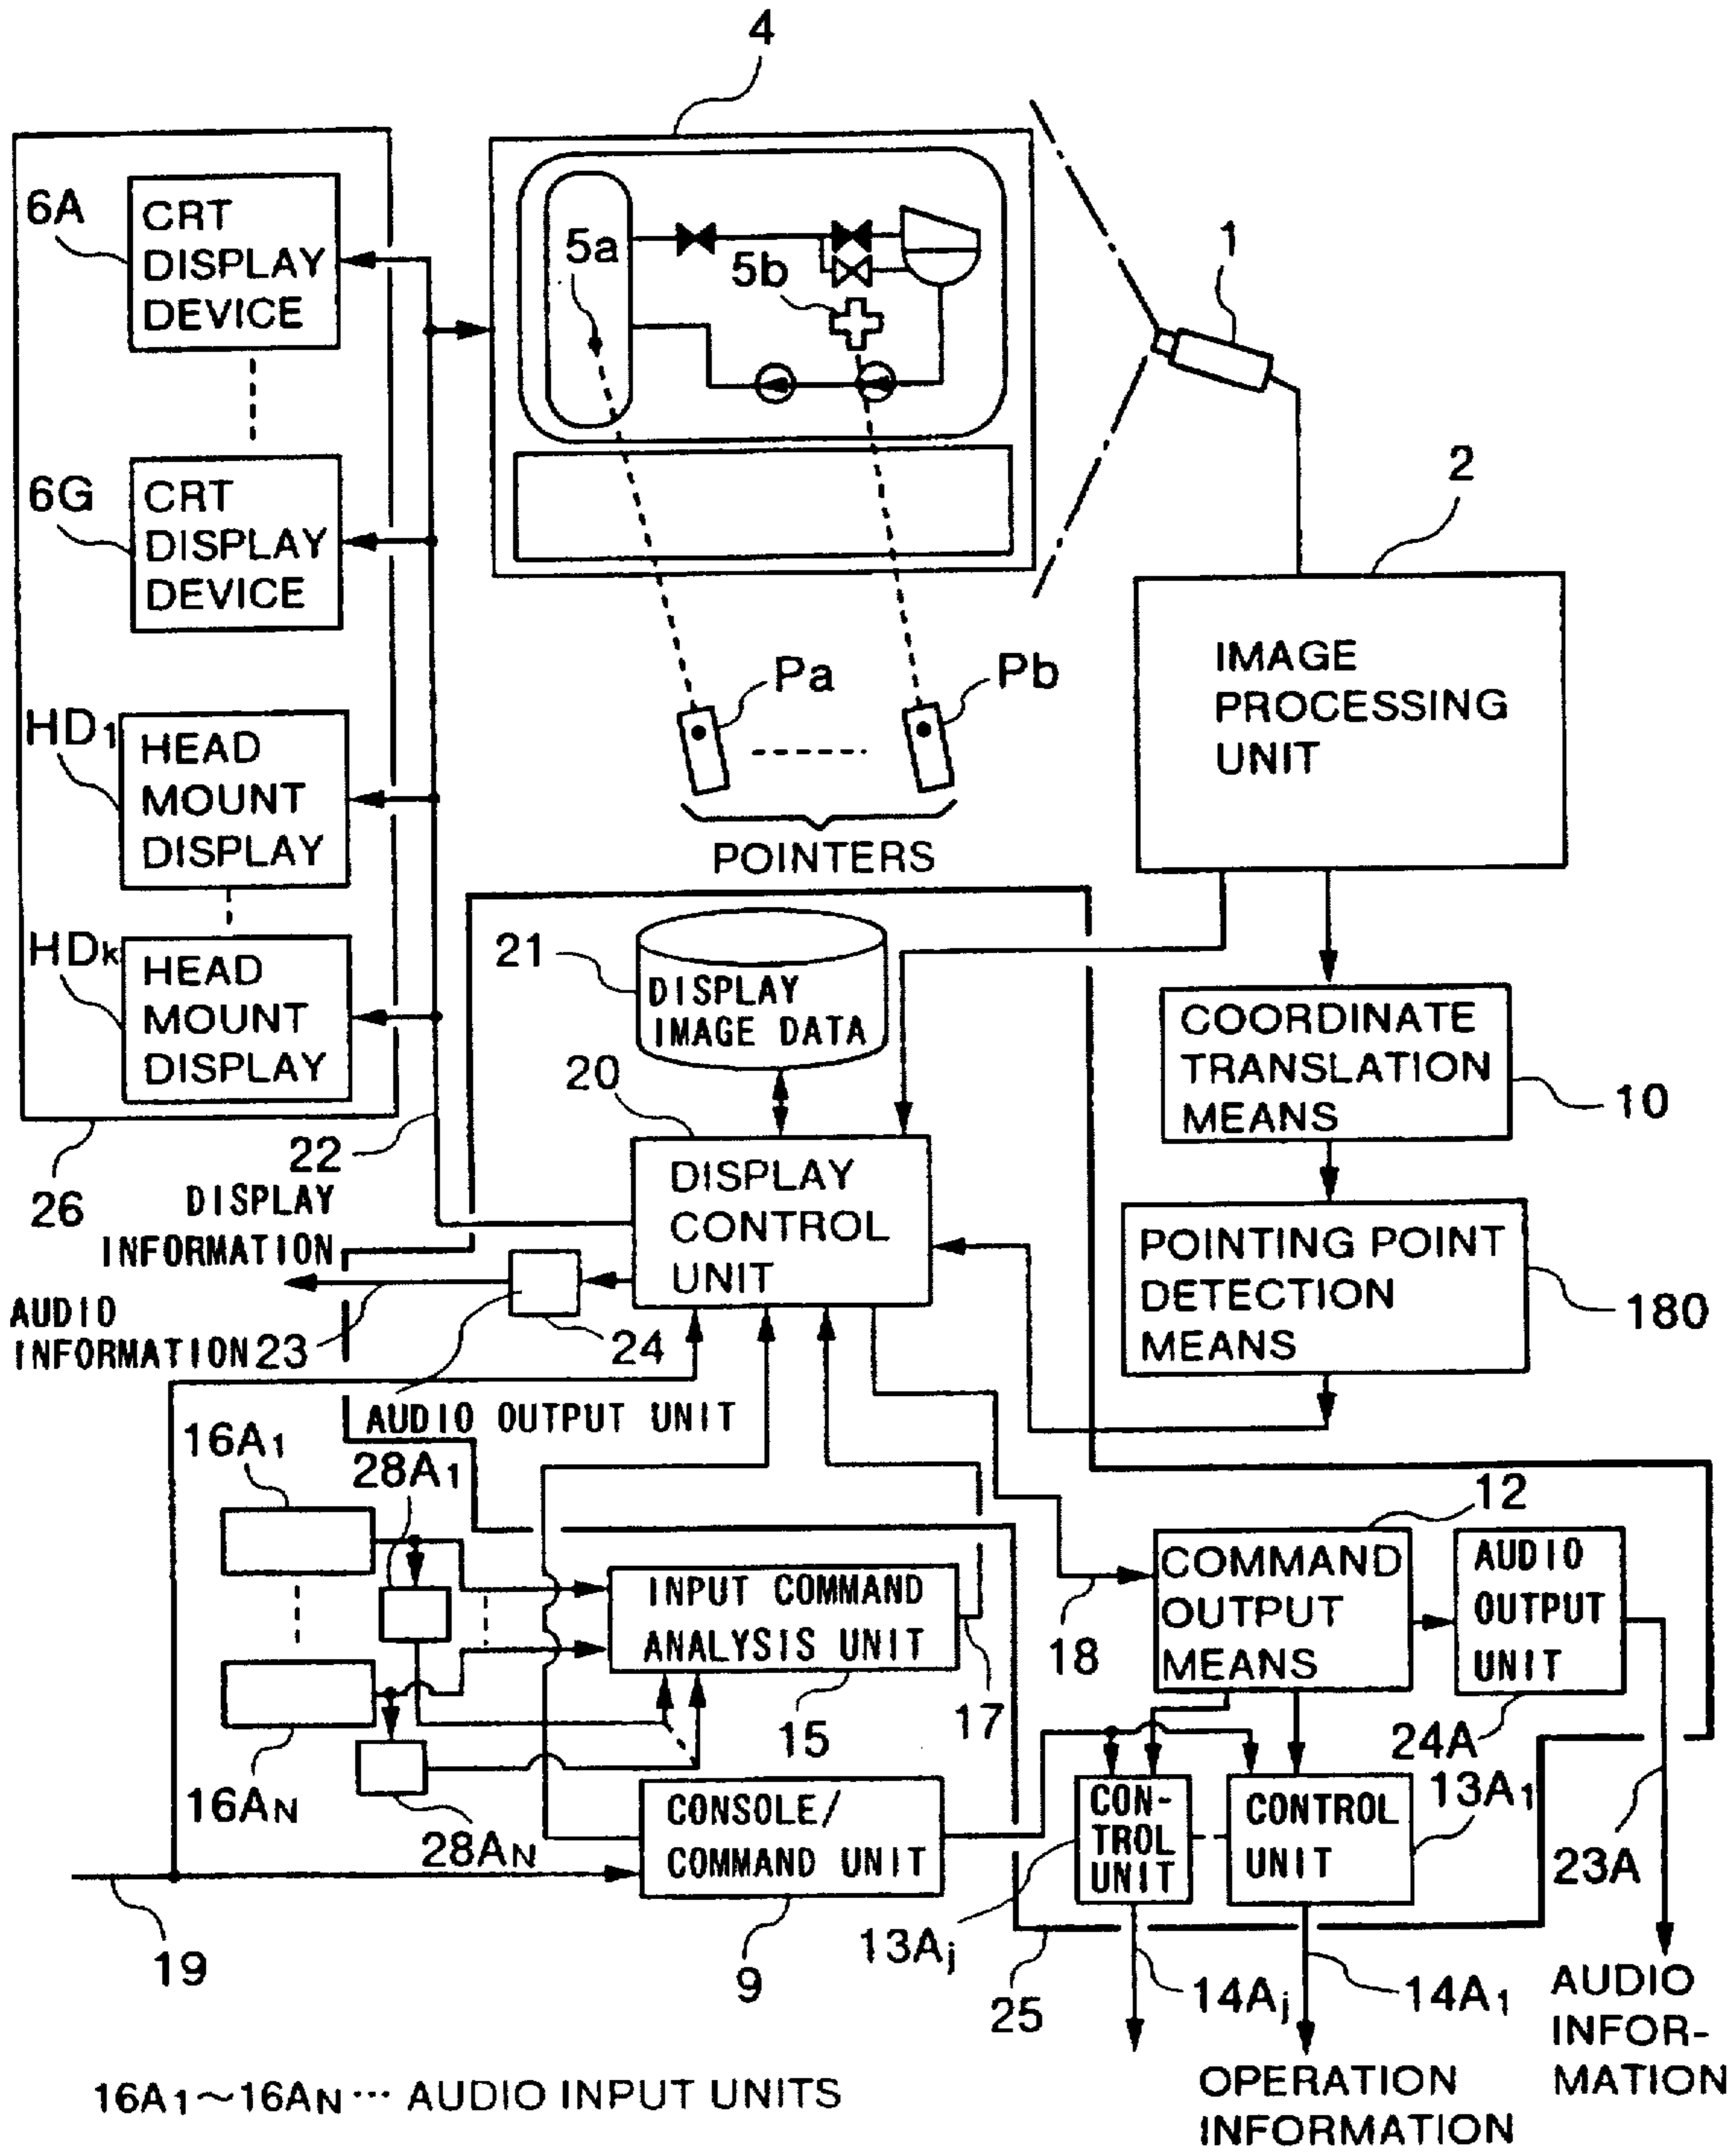 4
6A
CRT
DISPLAY
DEVICE
5a
5b
1
6G
CRT
DISPLAY
DEVICE
2
IMAGE
PROCESSING
UNIT
Pa
Pb
POINTERS
HD1
HEAD
MOUNT
DISPLAY
HDk
HEAD
MOUNT
DISPLAY
21
DISPLAY
IMAGE DATA
COORDINATE
TRANSLATION
MEANS
10
20
22
26
DISPLAY
INFORMATION
DISPLAY
CONTROL
UNIT
POINTING POINT
DETECTION
MEANS
180
AUDIO
INFORMATION
23
24
AUDIO OUTPUT UNIT
16A1
28A1
12
INPUT COMMAND
ANALYSIS UNIT
COMMAND
OUTPUT
MEANS
AUDIO
OUTPUT
UNIT
18
17
15
24A
16AN
28AN
CONSOLE/
COMMAND UNIT
CON-
TROL
UNIT
CONTROL
UNIT
13A1
23A
19
9
13Aj
25
14Aj
14A1
AUDIO
INFOR-
MATION
OPERATION
INFORMATION
16A1~16AN··· AUDIO INPUT UNITS